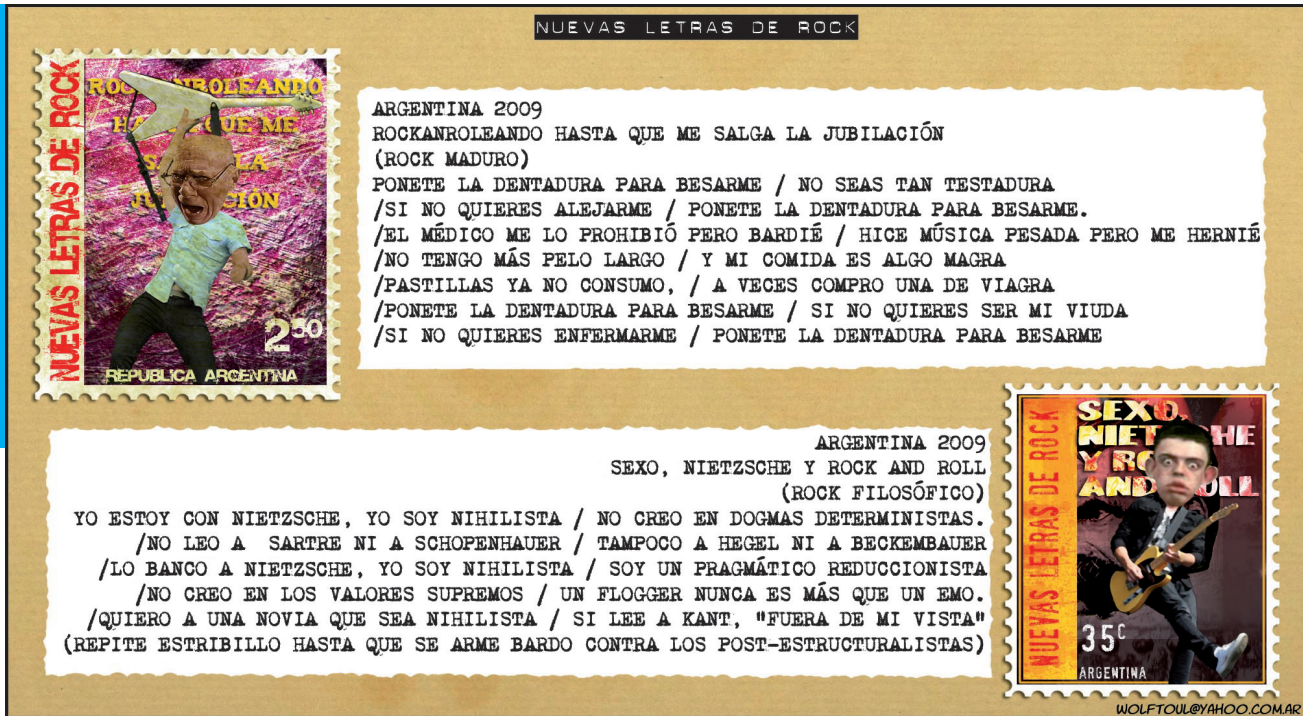 NUEVAS LETRAS DE ROCK
NUEVAS LETRAS DE ROCK
2⁵⁰
REPUBLICA ARGENTINA
ARGENTINA 2009
ROCKANROLEANDO HASTA QUE ME SALGA LA JUBILACIÓN
(ROCK MADURO)
PONETE LA DENTADURA PARA BESARME / NO SEAS TAN TESTADURA
/SI NO QUIERES ALEJARME / PONETE LA DENTADURA PARA BESARME.
/EL MÉDICO ME LO PROHIBIÓ PERO BARDIÉ / HICE MÚSICA PESADA PERO ME HERNIÉ
/NO TENGO MÁS PELO LARGO / Y MI COMIDA ES ALGO MAGRA
/PASTILLAS YA NO CONSUMO, / A VECES COMPRO UNA DE VIAGRA
/PONETE LA DENTADURA PARA BESARME / SI NO QUIERES SER MI VIUDA
/SI NO QUIERES ENFERMARME / PONETE LA DENTADURA PARA BESARME
ARGENTINA 2009
SEXO, NIETZSCHE Y ROCK AND ROLL
(ROCK FILOSÓFICO)
YO ESTOY CON NIETZSCHE, YO SOY NIHILISTA / NO CREO EN DOGMAS DETERMINISTAS.
/NO LEO A SARTRE NI A SCHOPENHAUER / TAMPOCO A HEGEL NI A BECKEMBAUER
/LO BANCO A NIETZSCHE, YO SOY NIHILISTA / SOY UN PRAGMÁTICO REDUCCIONISTA
/NO CREO EN LOS VALORES SUPREMOS / UN FLOGGER NUNCA ES MÁS QUE UN EMO.
/QUIERO A UNA NOVIA QUE SEA NIHILISTA / SI LEE A KANT, "FUERA DE MI VISTA"
(REPITE ESTRIBILLO HASTA QUE SE ARME BARDO CONTRA LOS POST-ESTRUCTURALISTAS)
NUEVAS LETRAS DE ROCK
SEXO,
Y
AND
35ᶜ
ARGENTINA
WOLFTOUL@YAHOO.COM.AR